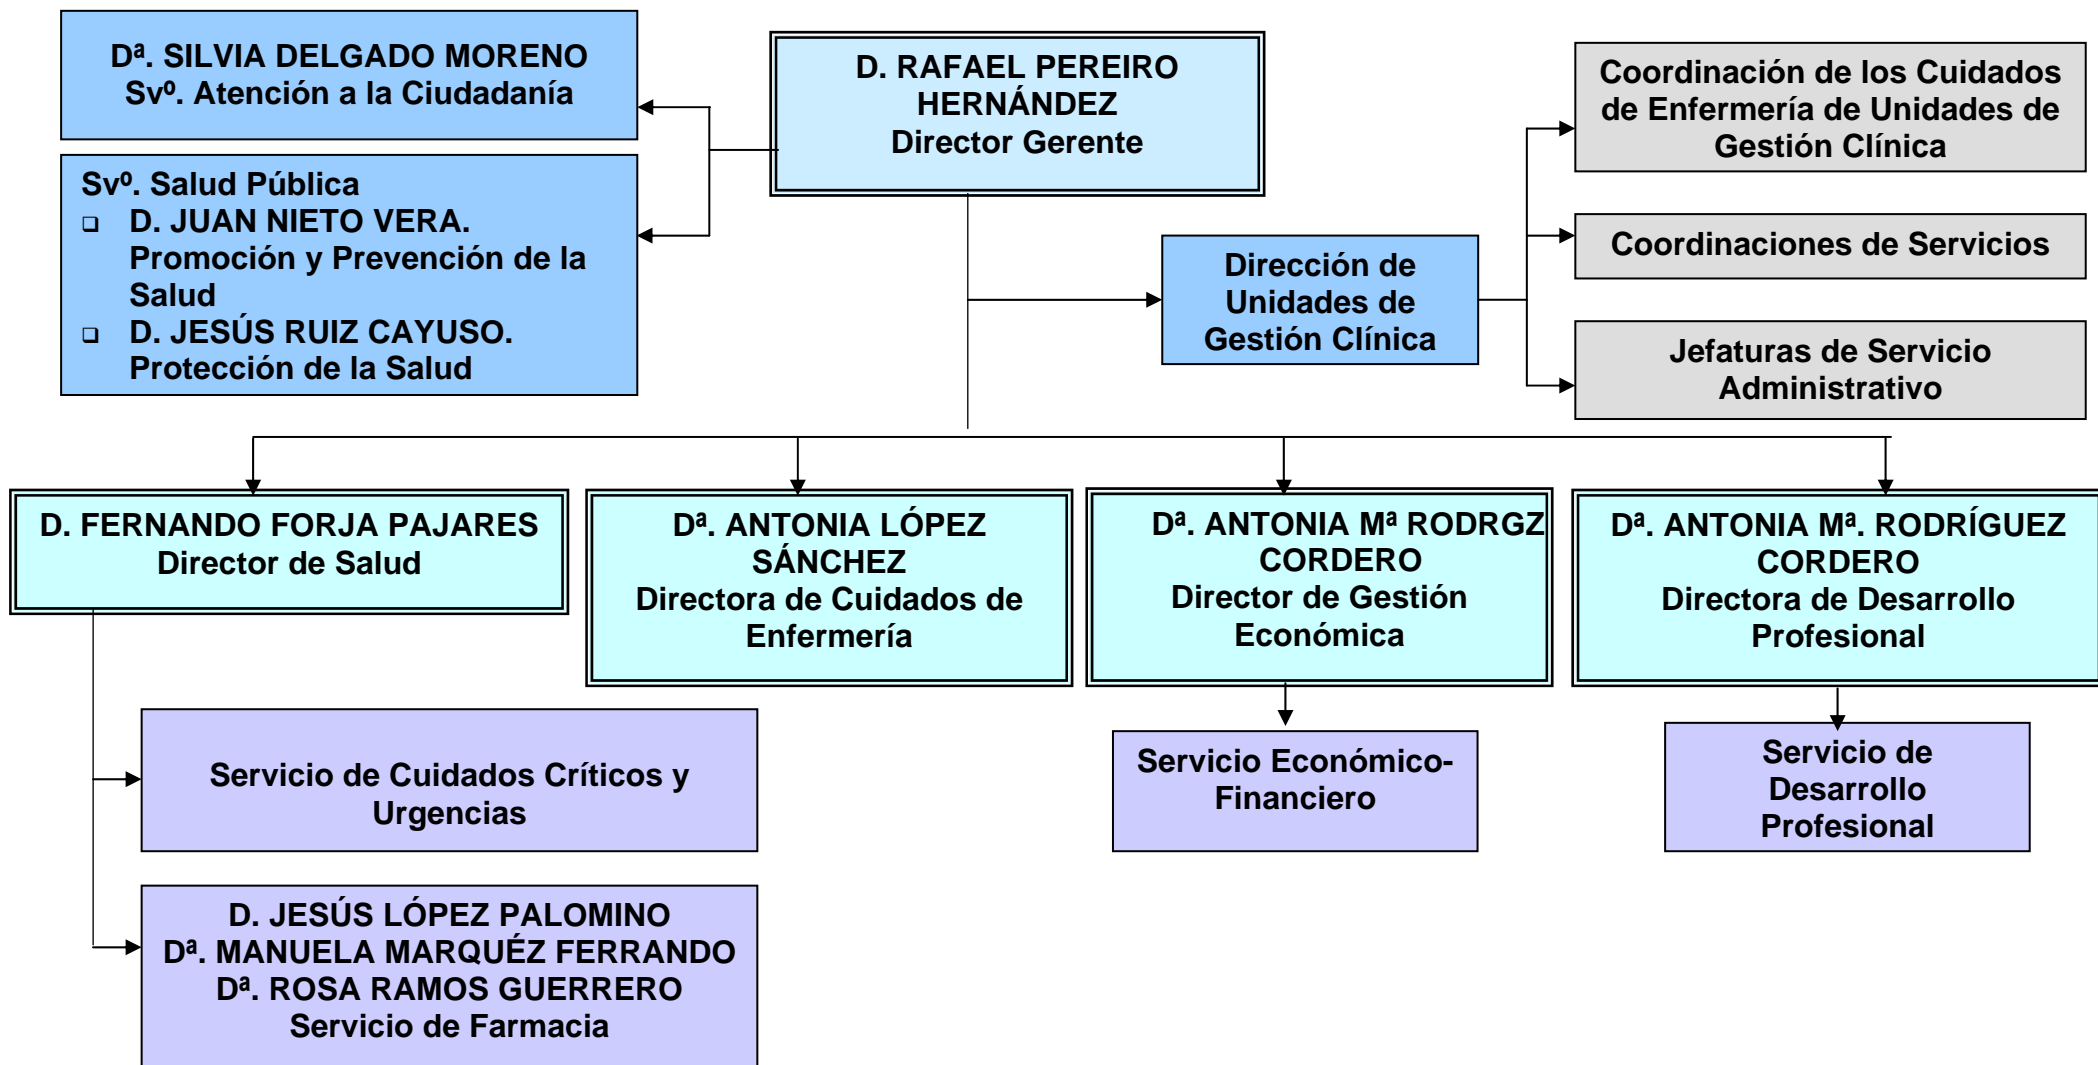 Dª. SILVIA DELGADO MORENO
Svº. Atención a la Ciudadanía
Svº. Salud Pública
❑ D. JUAN NIETO VERA.
Promoción y Prevención de la
Salud
❑ D. JESÚS RUIZ CAYUSO.
Protección de la Salud
D. RAFAEL PEREIRO
HERNÁNDEZ
Director Gerente
Dirección de
Unidades de
Gestión Clínica
Coordinación de los Cuidados
de Enfermería de Unidades de
Gestión Clínica
Coordinaciones de Servicios
Jefaturas de Servicio
Administrativo
D. FERNANDO FORJA PAJARES
Director de Salud
Dª. ANTONIA LÓPEZ
SÁNCHEZ
Directora de Cuidados de
Enfermería
Dª. ANTONIA Mª RODRGZ
CORDERO
Director de Gestión
Económica
Dª. ANTONIA Mª. RODRÍGUEZ
CORDERO
Directora de Desarrollo
Profesional
Servicio de Cuidados Críticos y
Urgencias
D. JESÚS LÓPEZ PALOMINO
Dª. MANUELA MARQUÉZ FERRANDO
Dª. ROSA RAMOS GUERRERO
Servicio de Farmacia
Servicio Económico-
Financiero
Servicio de
Desarrollo
Profesional